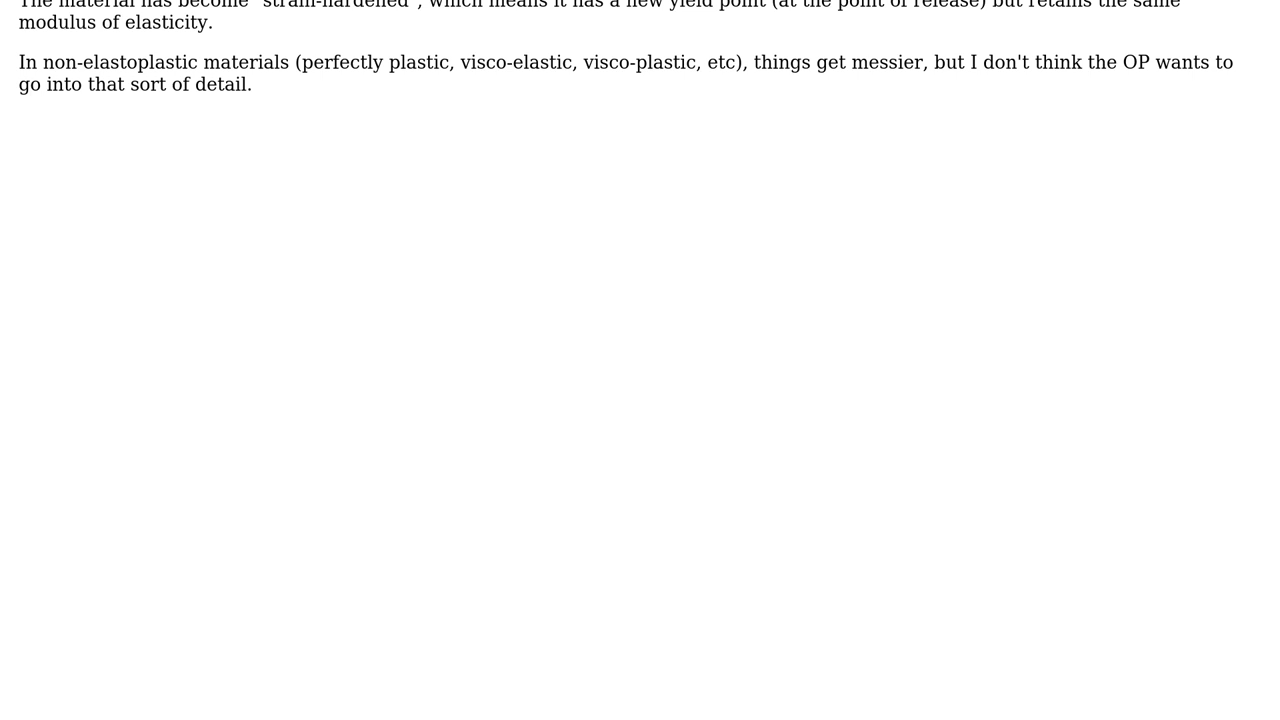 The material has become "strain-hardened", which means it has a new yield point (at the point of release) but retains the same
modulus of elasticity.
In non-elastoplastic materials (perfectly plastic, visco-elastic, visco-plastic, etc), things get messier, but I don't think the OP wants to
go into that sort of detail.